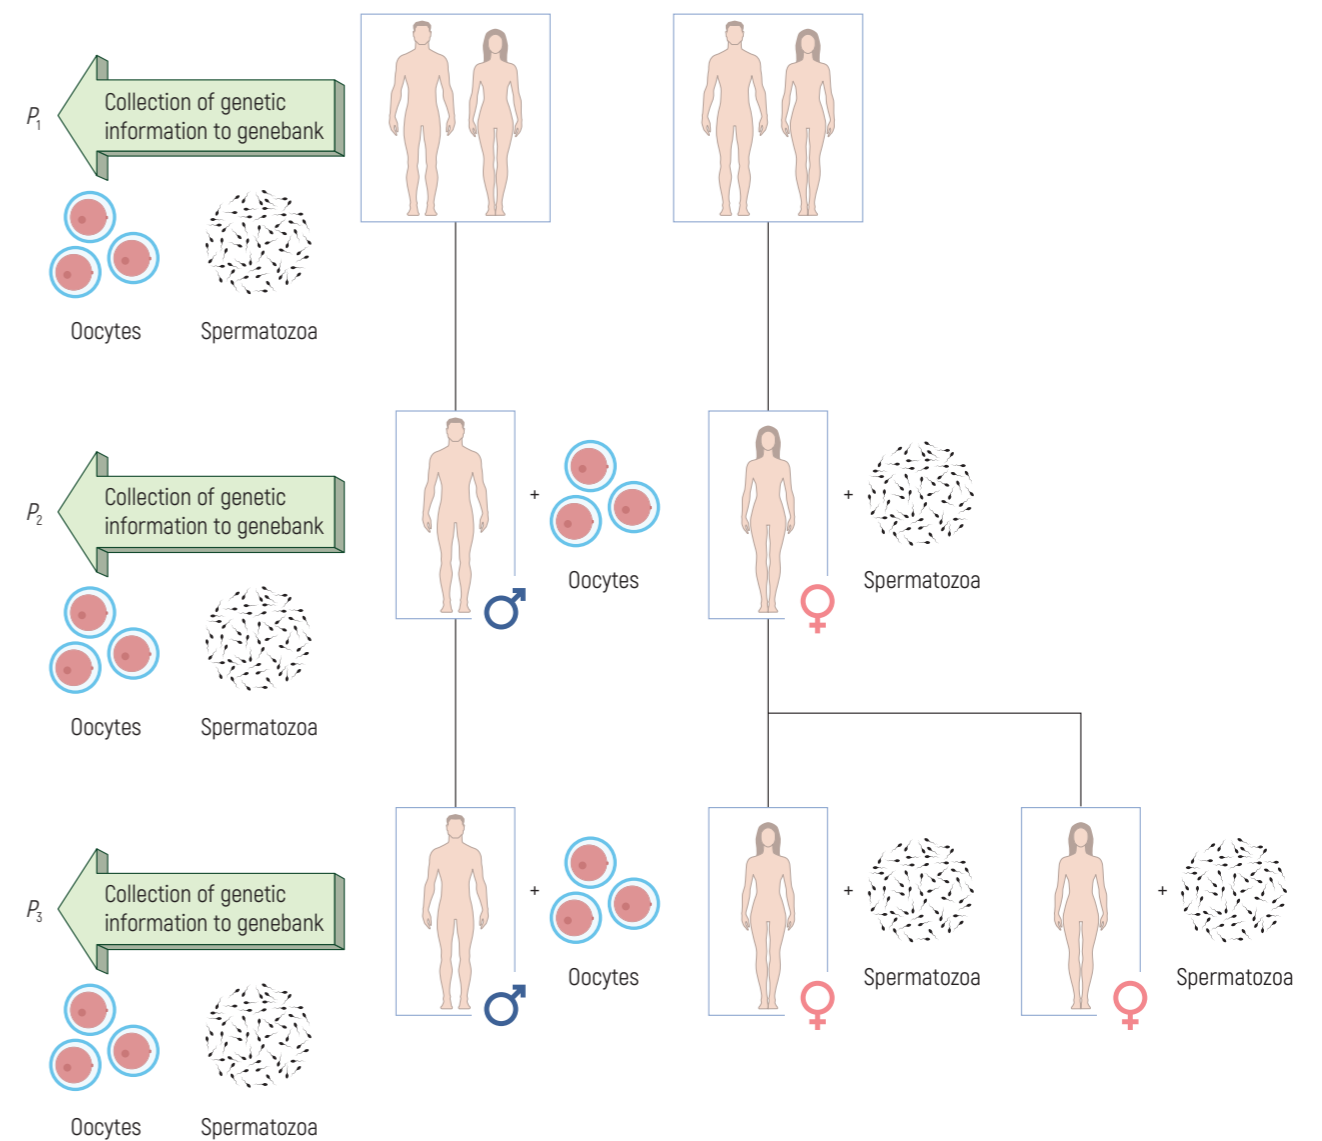 P1
Collection of genetic
information to genebank
Oocytes
Spermatozoa
P2
Collection of genetic
information to genebank
+
Oocytes
+
Spermatozoa
Oocytes
Spermatozoa
P3
Collection of genetic
information to genebank
+
Oocytes
+
Spermatozoa
+
Spermatozoa
Oocytes
Spermatozoa